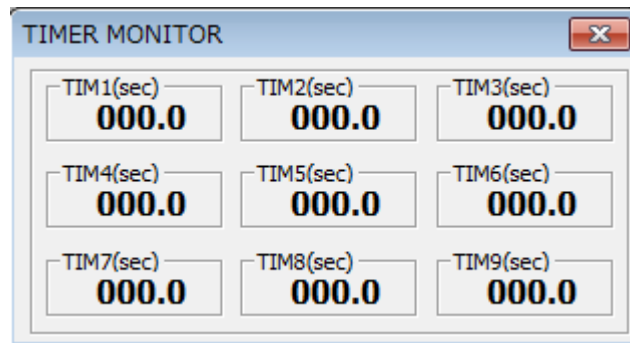 TIMER MONITOR
TIM1(sec) TIM2(sec) TIM3(sec)
000.0 000.0 000.0
TIM4(sec) TIM5(sec) TIM6(sec)
000.0 000.0 000.0
TIM7(sec) TIM8(sec) TIM9(sec)
000.0 000.0 000.0